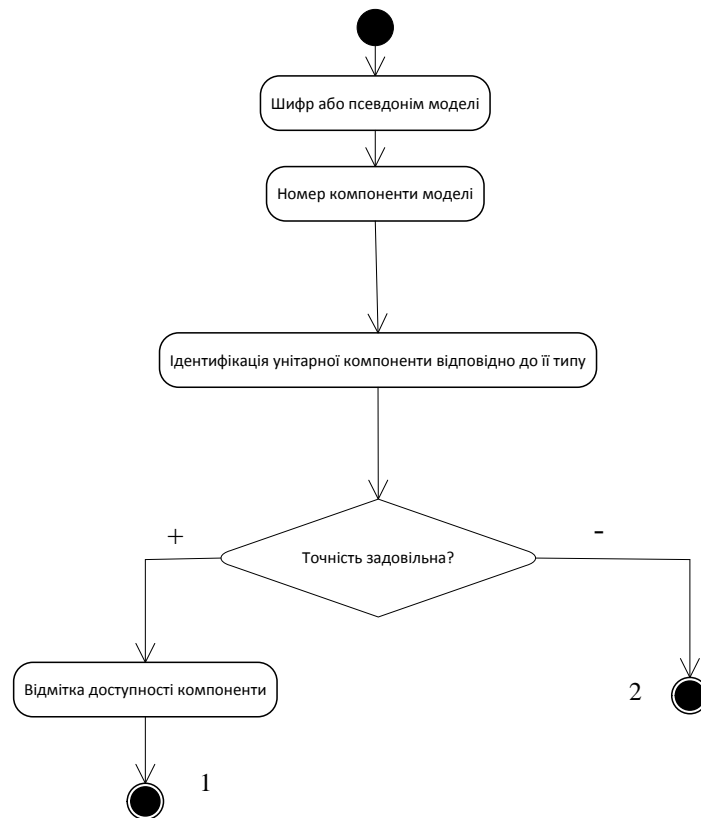 Шифр або псевдонім моделі
Номер компоненти моделі
Ідентифікація унітарної компоненти відповідно до її типу
Точність задовільна?
+
-
Відмітка доступності компоненти
2
1